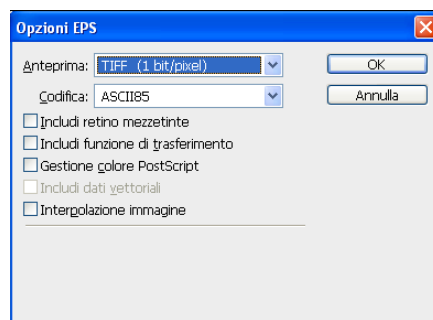 Opzioni EPS
Anteprima: TIFF (1 bit/pixel) OK
Codifica: ASCII85 Annulla
Includi retino mezzetinte
Includi funzione di trasferimento
Gestione colore PostScript
Includi dati vettoriali
Interpolazione immagine